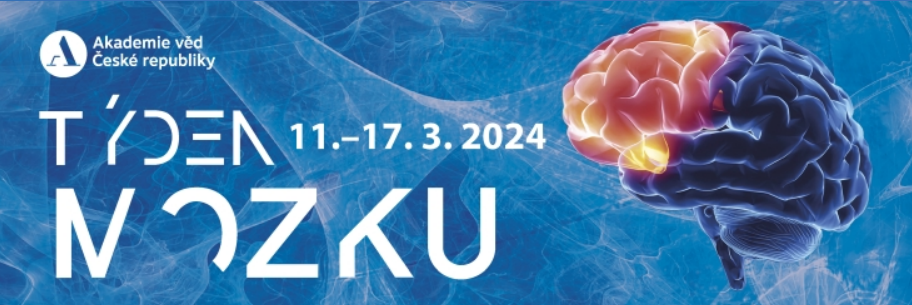 Akademie věd
České republiky
TÝDEN 11.–17. 3. 2024
MOZKU